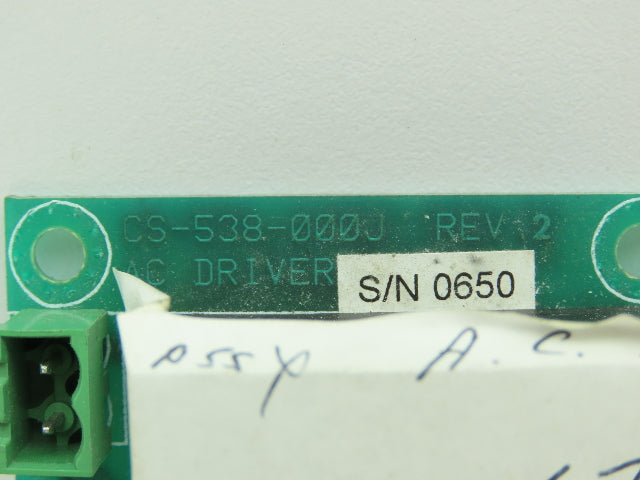 CS-538-000J REV 2
AC DRIVER
S/N 0650
ASSY A.C.